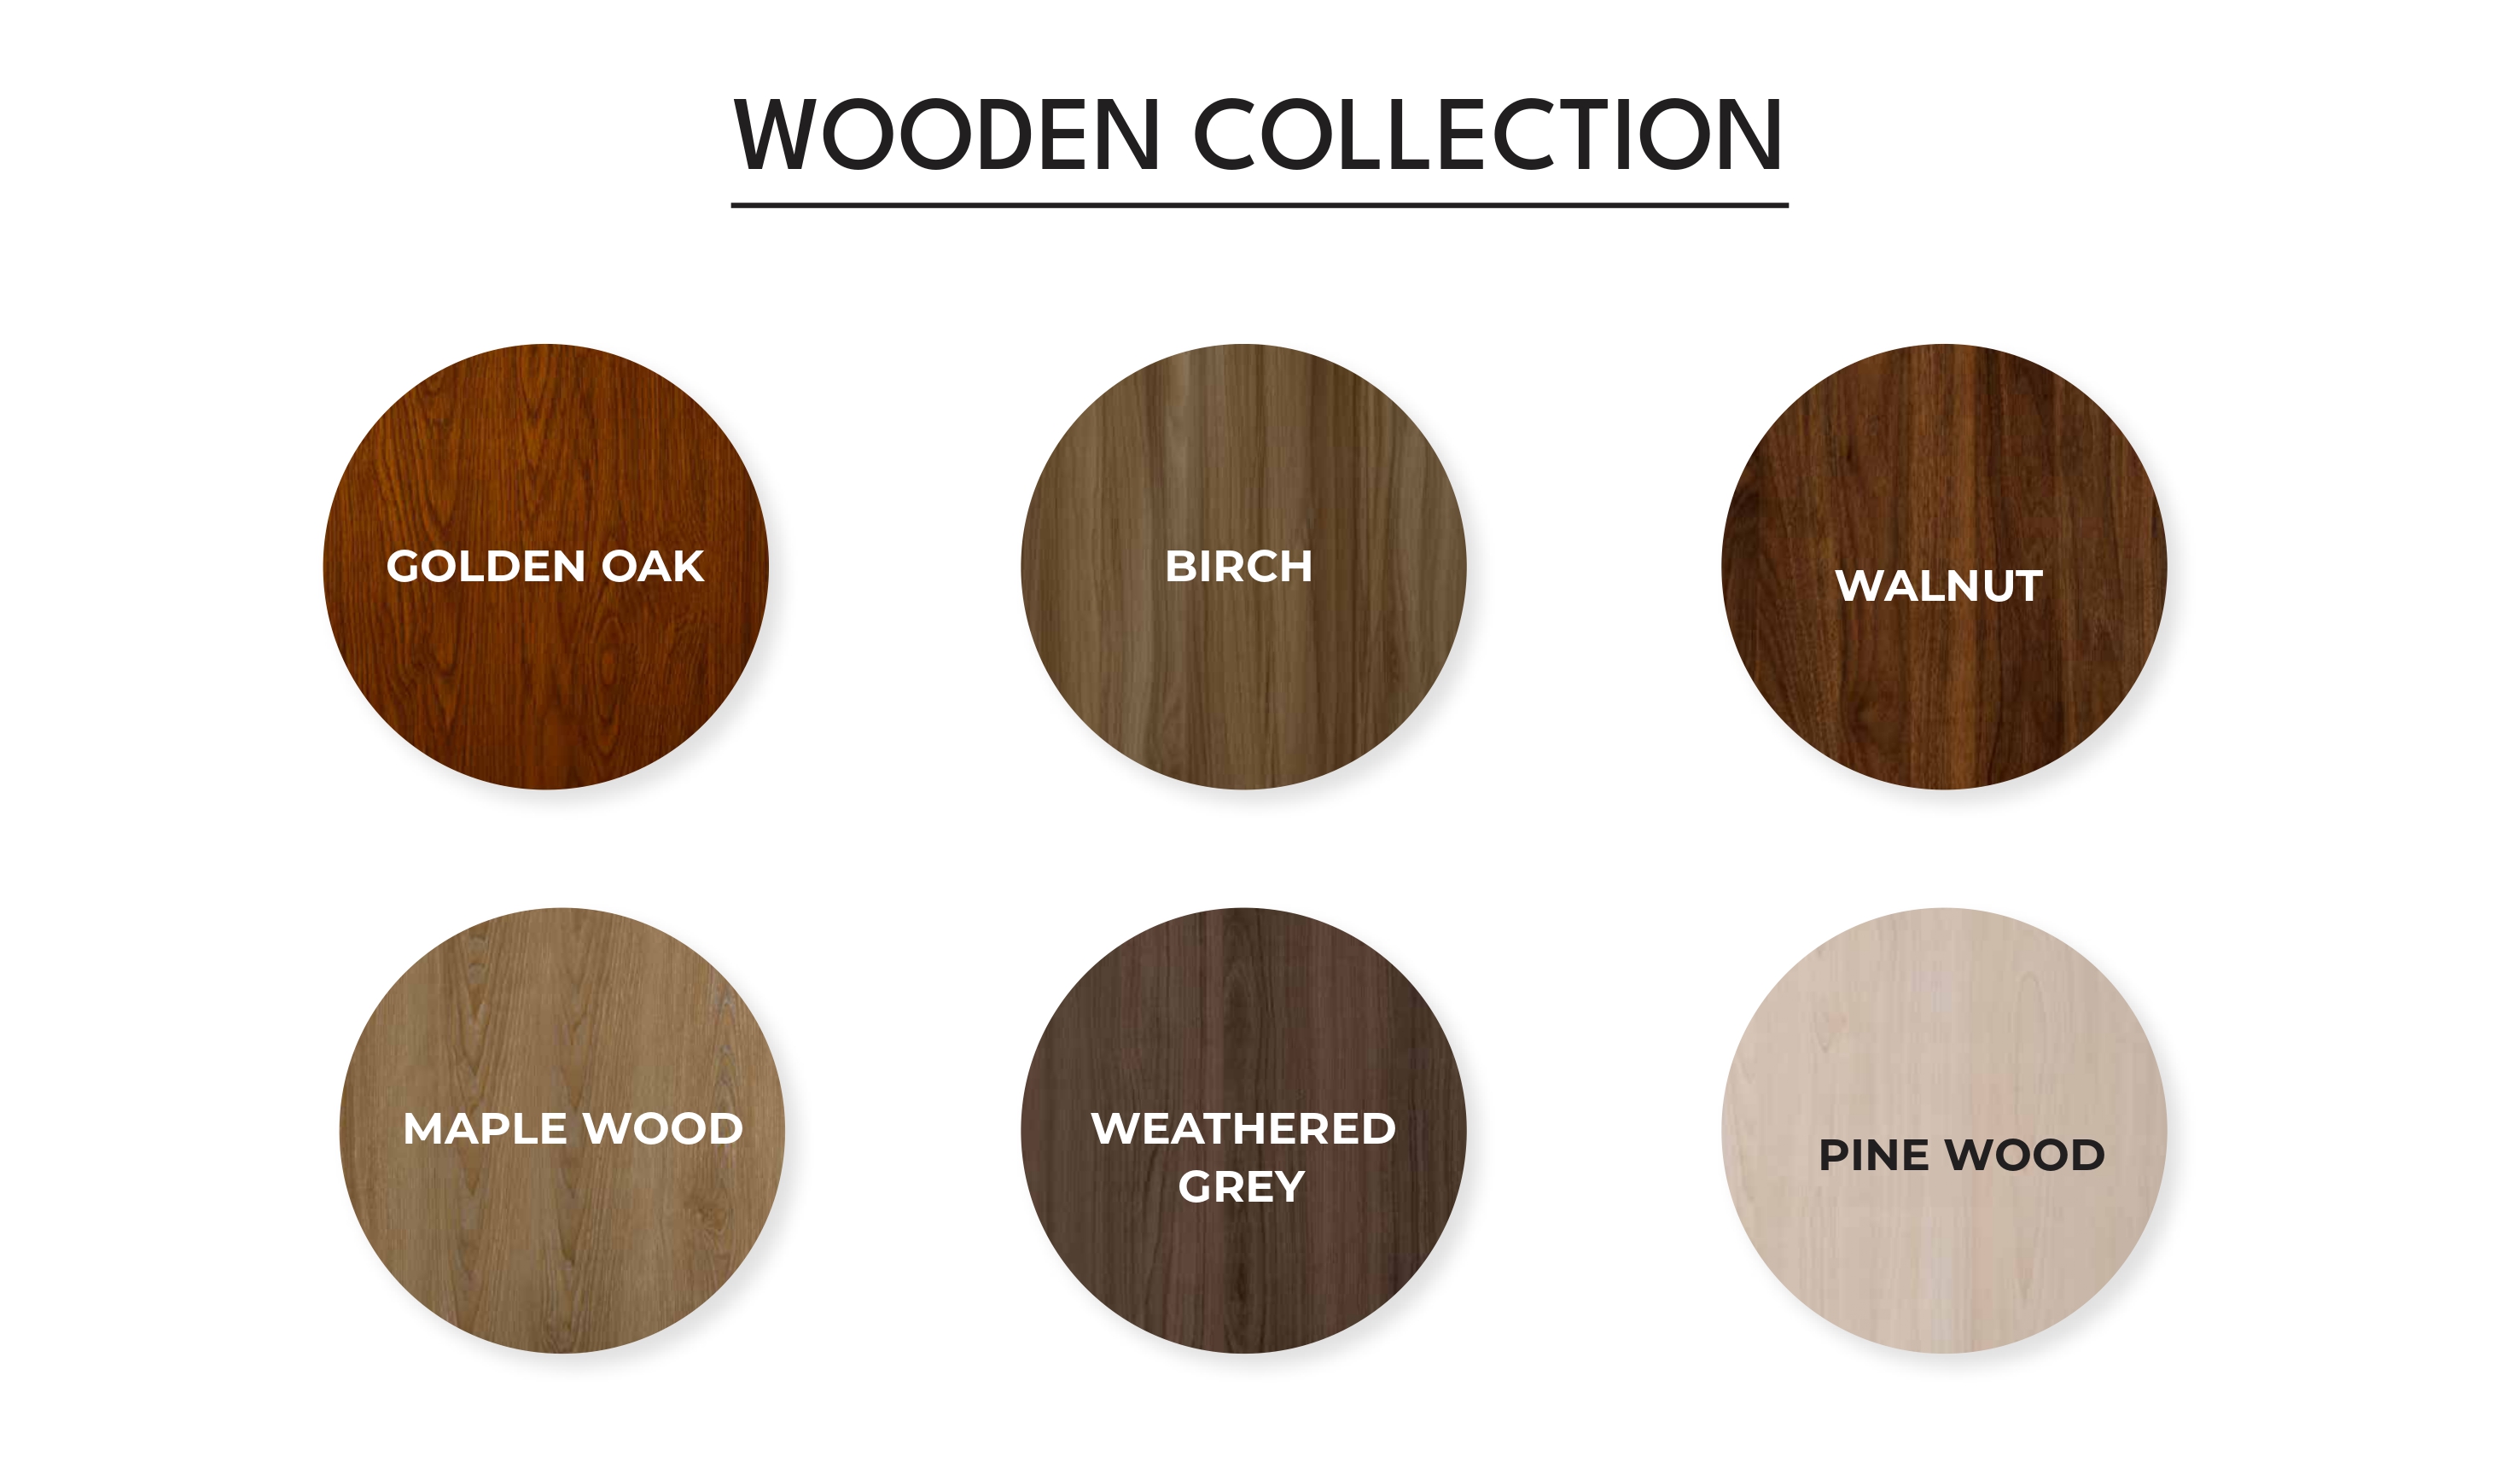 WOODEN COLLECTION
GOLDEN OAK
BIRCH
WALNUT
MAPLE WOOD
WEATHERED
GREY
PINE WOOD